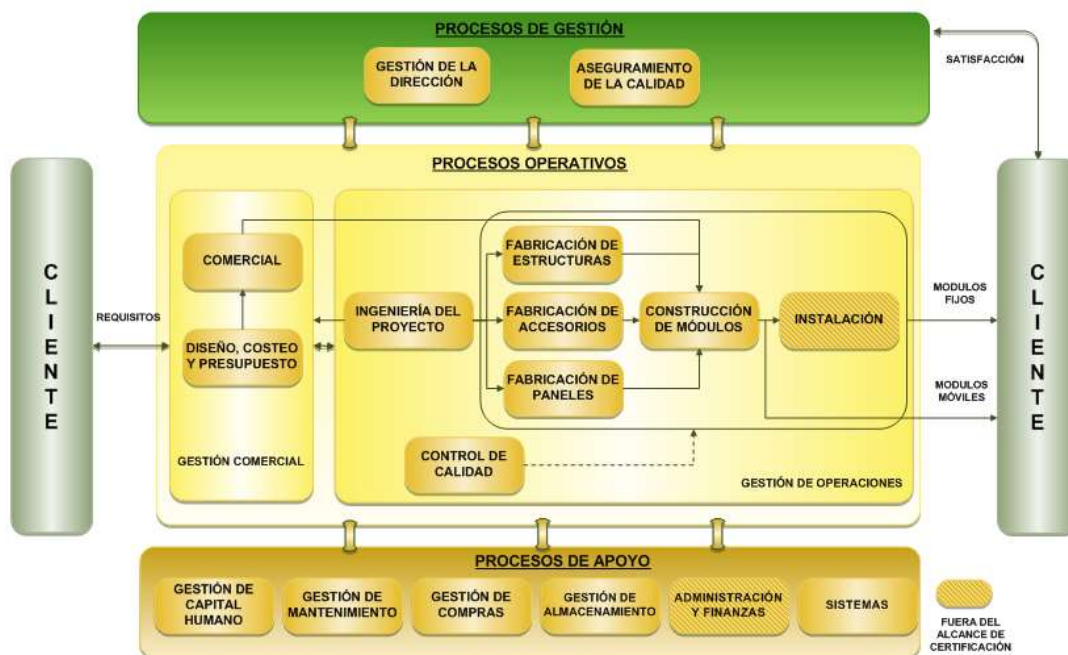 PROCESOS DE GESTIÓN
GESTIÓN DE LA
DIRECCIÓN
ASEGURAMIENTO
DE LA CALIDAD
SATISFACCIÓN
PROCESOS OPERATIVOS
CLIENTE
REQUISITOS
COMERCIAL
DISEÑO, COSTEO
Y PRESUPUESTO
GESTIÓN COMERCIAL
INGENIERÍA DEL
PROYECTO
FABRICACIÓN DE
ESTRUCTURAS
FABRICACIÓN DE
ACCESORIOS
FABRICACIÓN DE
PANELES
CONSTRUCCIÓN
DE MÓDULOS
INSTALACIÓN
CONTROL DE
CALIDAD
GESTIÓN DE OPERACIONES
MODULOS
FIJOS
MODULOS
MÓVILES
CLIENTE
PROCESOS DE APOYO
GESTIÓN DE
CAPITAL
HUMANO
GESTIÓN DE
MANTENIMIENTO
GESTIÓN DE
COMPRAS
GESTIÓN DE
ALMACENAMIENTO
ADMINISTRACIÓN
Y FINANZAS
SISTEMAS
FUERA DEL
ALCANCE DE
CERTIFICACIÓN